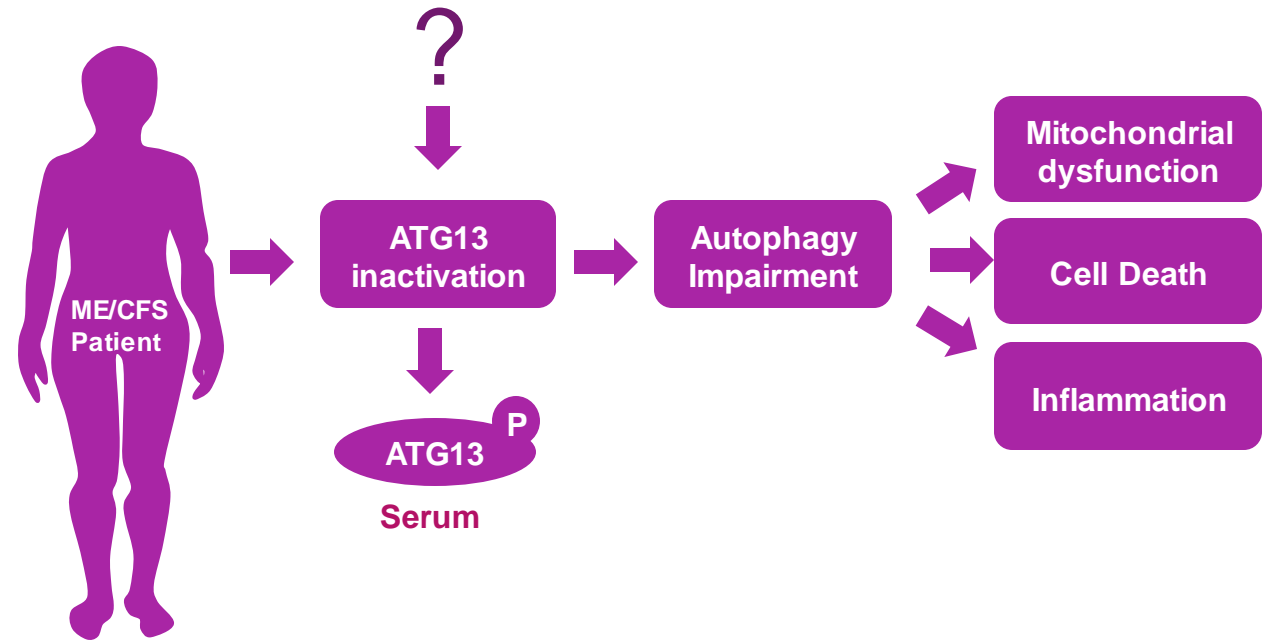 ?
ME/CFS
Patient
ATG13
inactivation
P
ATG13
Serum
Autophagy
Impairment
Mitochondrial
dysfunction
Cell Death
Inflammation